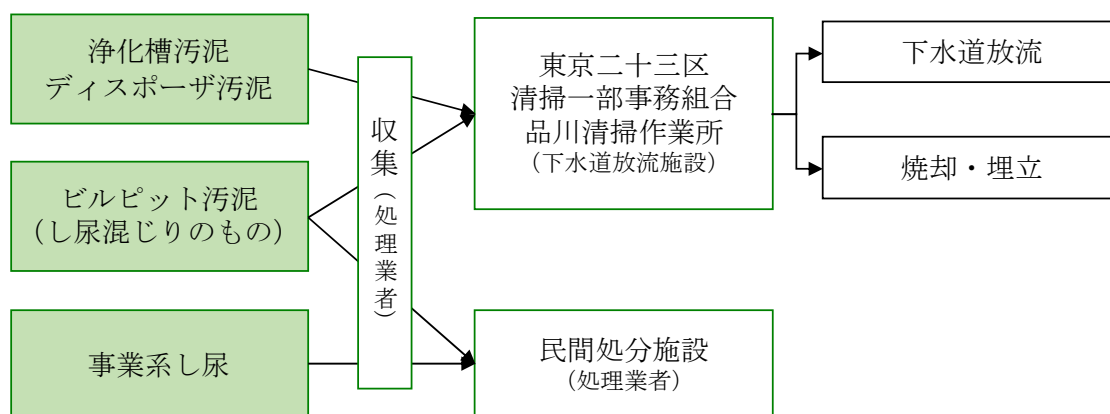 浄化槽汚泥
ディスポーザ汚泥
ビルピット汚泥
（し尿混じりのもの）
事業系し尿
収集（処理業者）
東京二十三区
清掃一部事務組合
品川清掃作業所
（下水道放流施設）
民間処分施設
（処理業者）
下水道放流
焼却・埋立